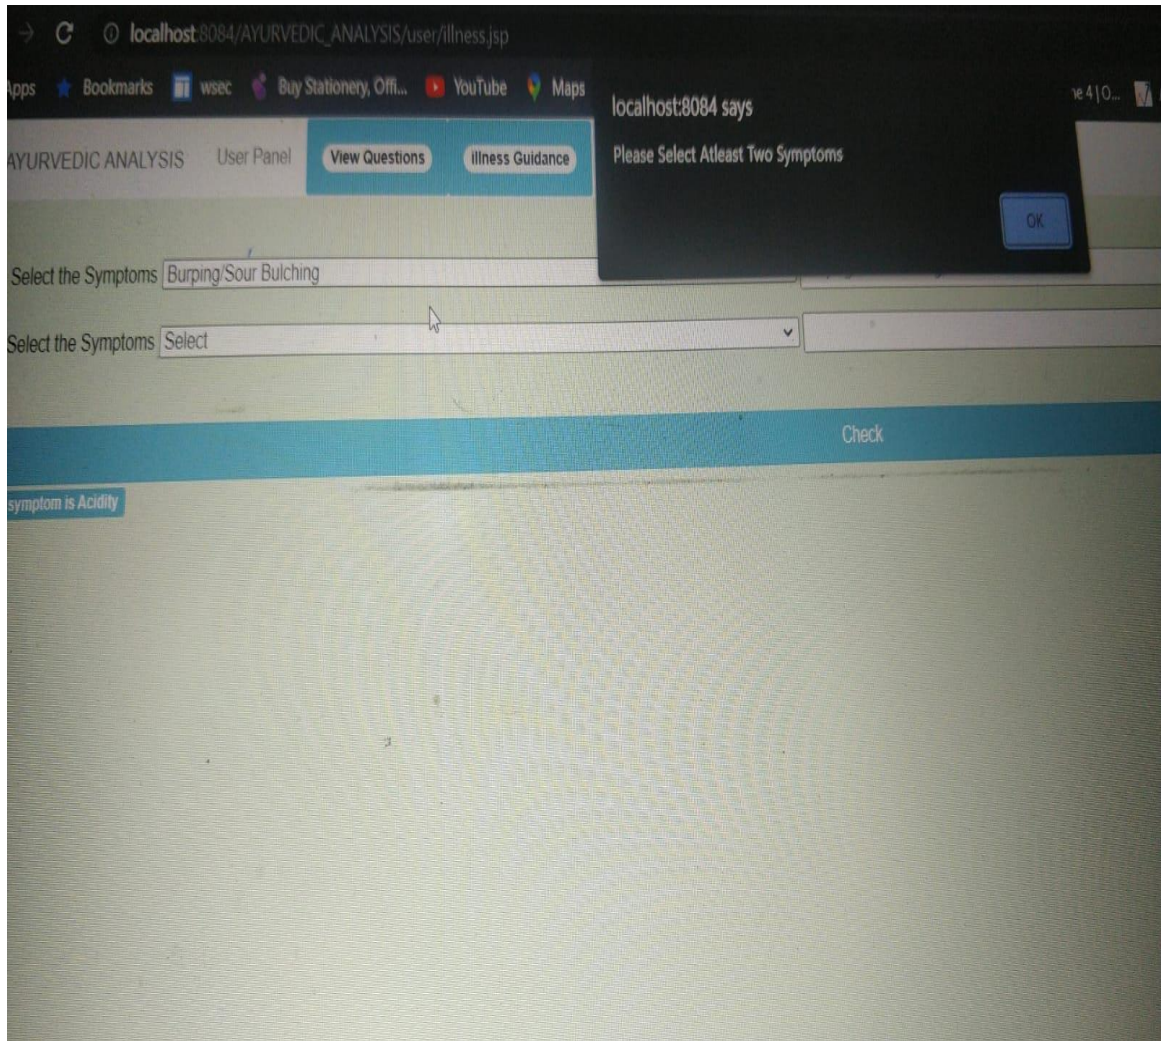 localhost:8084/AYURVEDIC_ANALYSIS/user/illness.jsp
Apps Bookmarks wsec Buy Stationery, Offi... YouTube Maps
localhost:8084 says
Please Select Atleast Two Symptoms
OK
AYURVEDIC ANALYSIS User Panel View Questions illness Guidance
Select the Symptoms Burping/Sour Bulching
Select the Symptoms Select
Check
symptom is Acidity